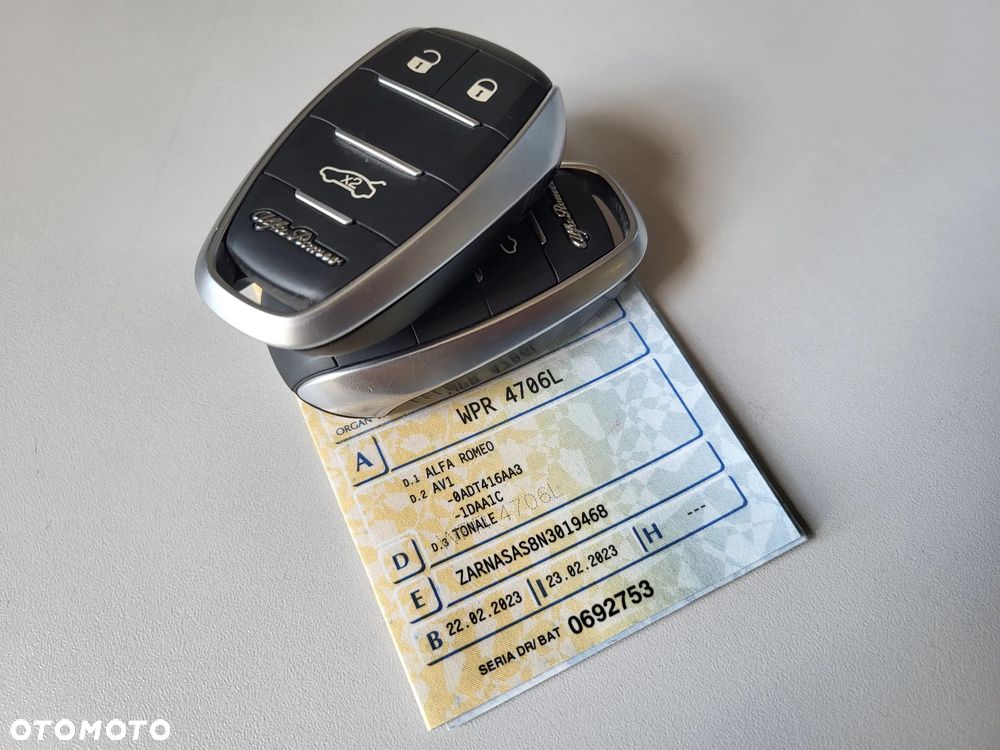 x2
Alfa Romeo
Alfa Romeo
ORGAN
A
WPR 4706L
D.1 ALFA ROMEO
D.2 AV1
-0ADT416AA3
-1DAA1C
D D.3 TONALE
4706L
E ZARNASAS8N3019468
B 22.02.2023 I 23.02.2023 H ---
SERIA DR/BAT 0692753
OTOMOTO